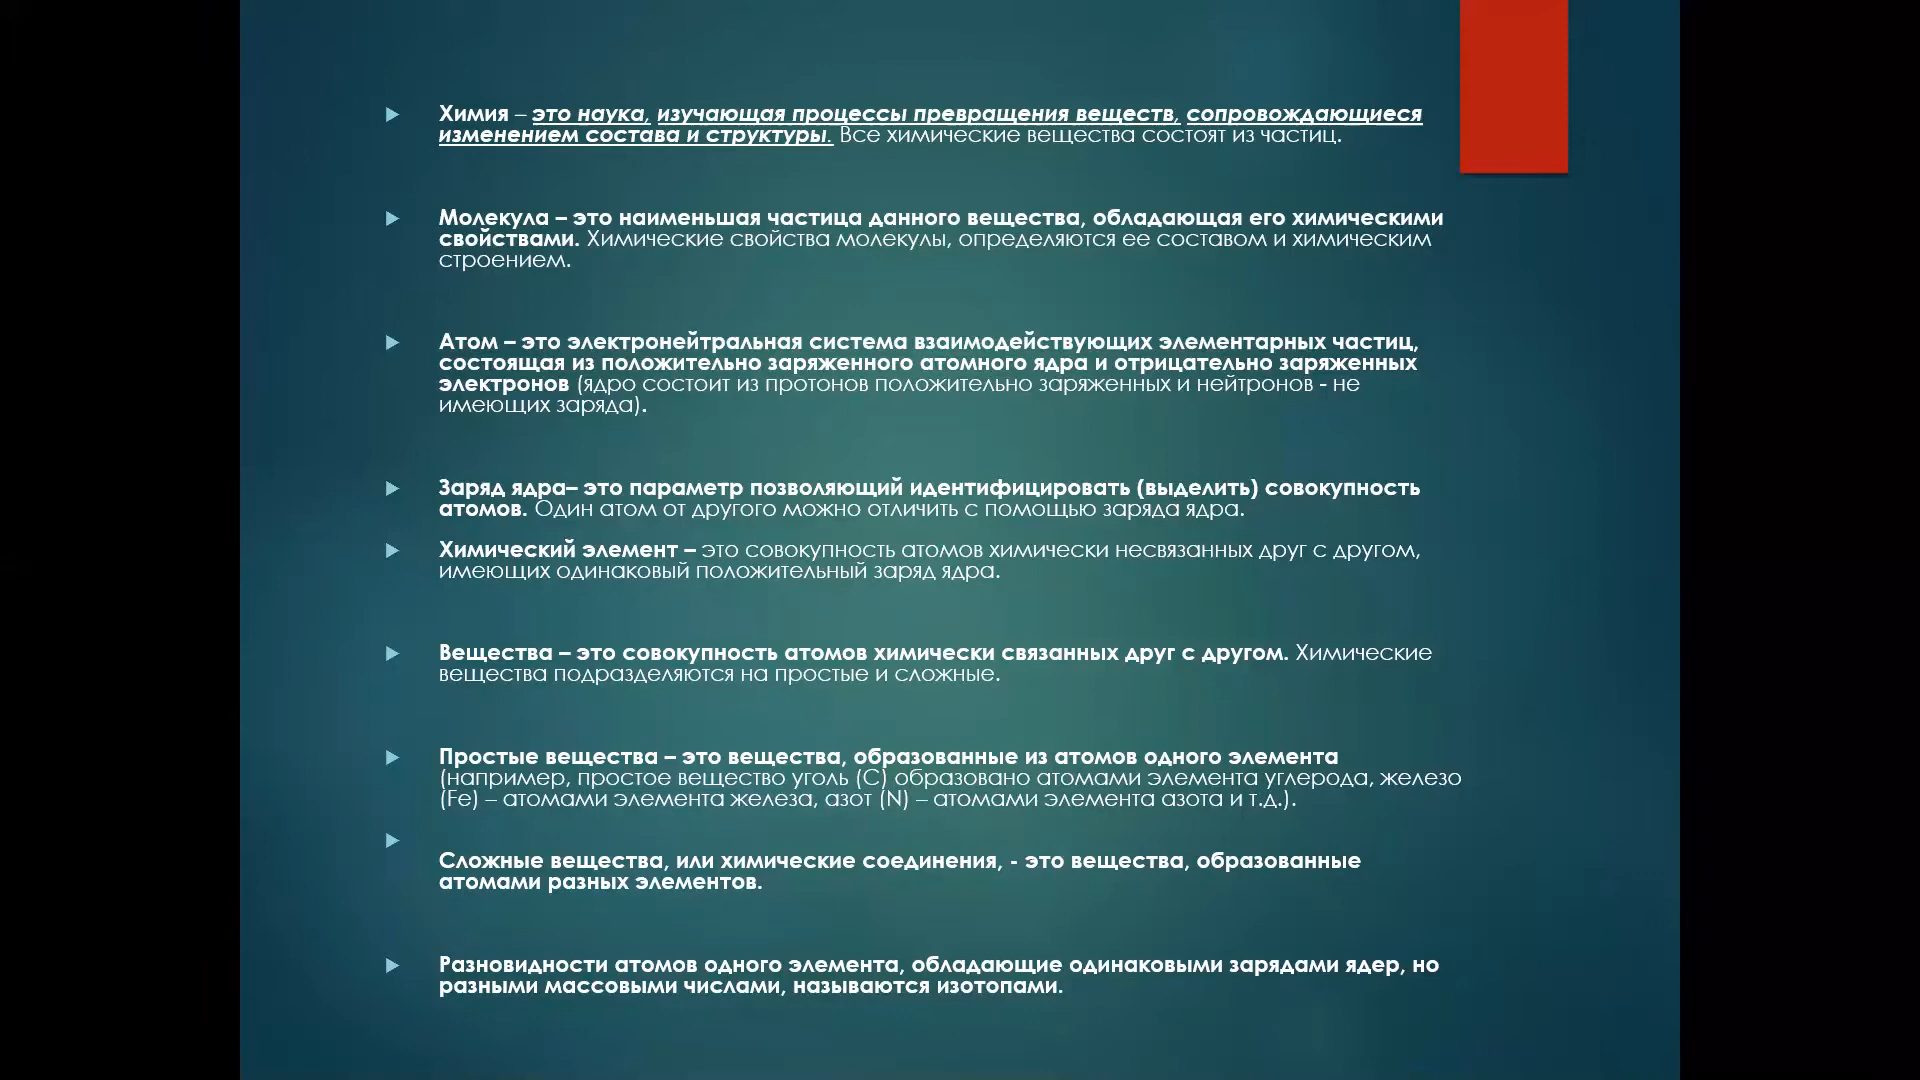 Химия – это наука, изучающая процессы превращения веществ, сопровождающиеся
изменением состава и структуры. Все химические вещества состоят из частиц.
Молекула – это наименьшая частица данного вещества, обладающая его химическими
свойствами. Химические свойства молекулы, определяются ее составом и химическим
строением.
Атом – это электронейтральная система взаимодействующих элементарных частиц,
состоящая из положительно заряженного атомного ядра и отрицательно заряженных
электронов (ядро состоит из протонов положительно заряженных и нейтронов - не
имеющих заряда).
Заряд ядра– это параметр позволяющий идентифицировать (выделить) совокупность
атомов. Один атом от другого можно отличить с помощью заряда ядра.
Химический элемент – это совокупность атомов химически несвязанных друг с другом,
имеющих одинаковый положительный заряд ядра.
Вещества – это совокупность атомов химически связанных друг с другом. Химические
вещества подразделяются на простые и сложные.
Простые вещества – это вещества, образованные из атомов одного элемента
(например, простое вещество уголь (С) образовано атомами элемента углерода, железо
(Fe) – атомами элемента железа, азот (N) – атомами элемента азота и т.д.).
Сложные вещества, или химические соединения, - это вещества, образованные
атомами разных элементов.
Разновидности атомов одного элемента, обладающие одинаковыми зарядами ядер, но
разными массовыми числами, называются изотопами.